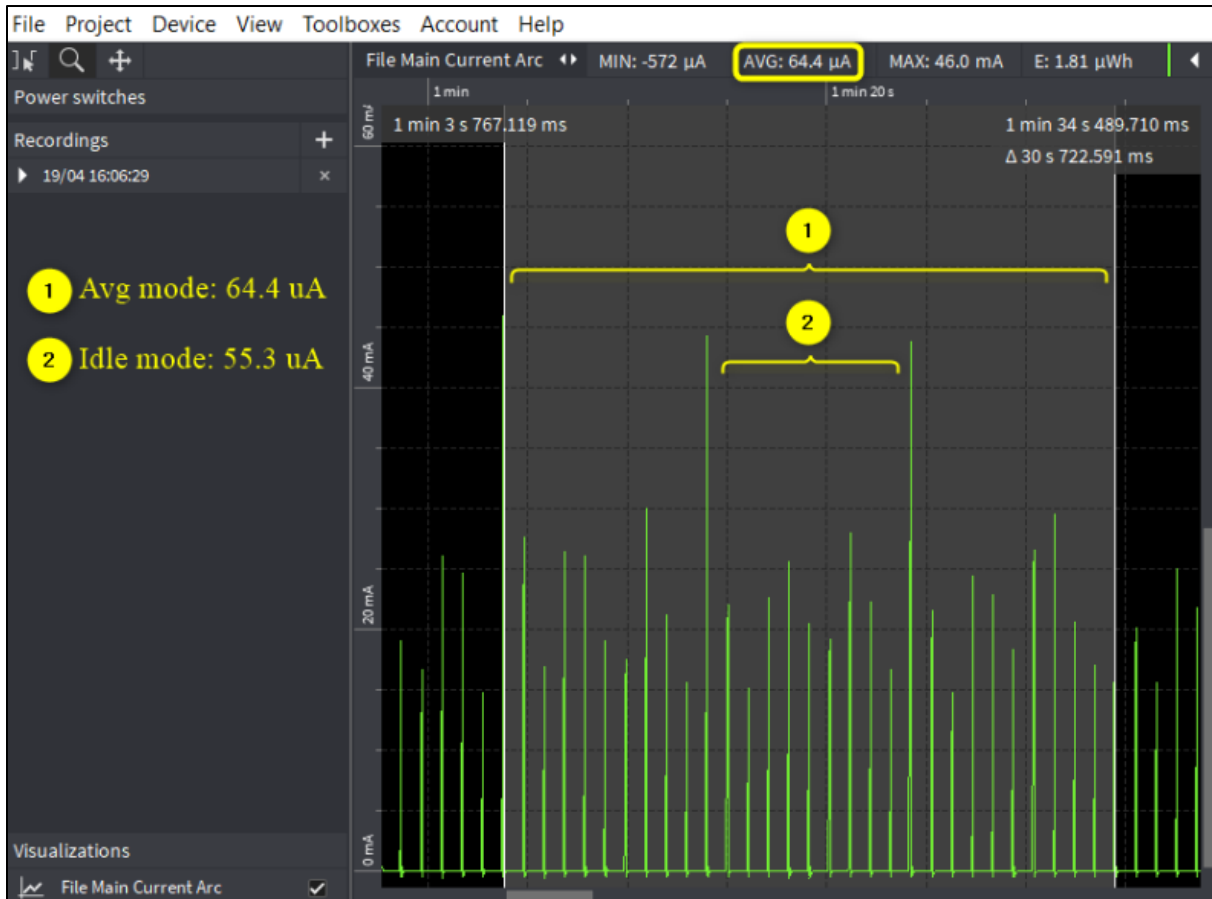 File Project Device View Toolboxes Account Help
File Main Current Arc MIN: -572 µA AVG: 64.4 µA MAX: 46.0 mA E: 1.81 µWh
Power switches
Recordings +
19/04 16:06:29 ×
1 Avg mode: 64.4 uA
2 Idle mode: 55.3 uA
Visualizations
File Main Current Arc
1 min 1 min 20 s
1 min 3 s 767.119 ms 1 min 34 s 489.710 ms
Δ 30 s 722.591 ms
1
2
60 m
40 mA
20 mA
0 mA